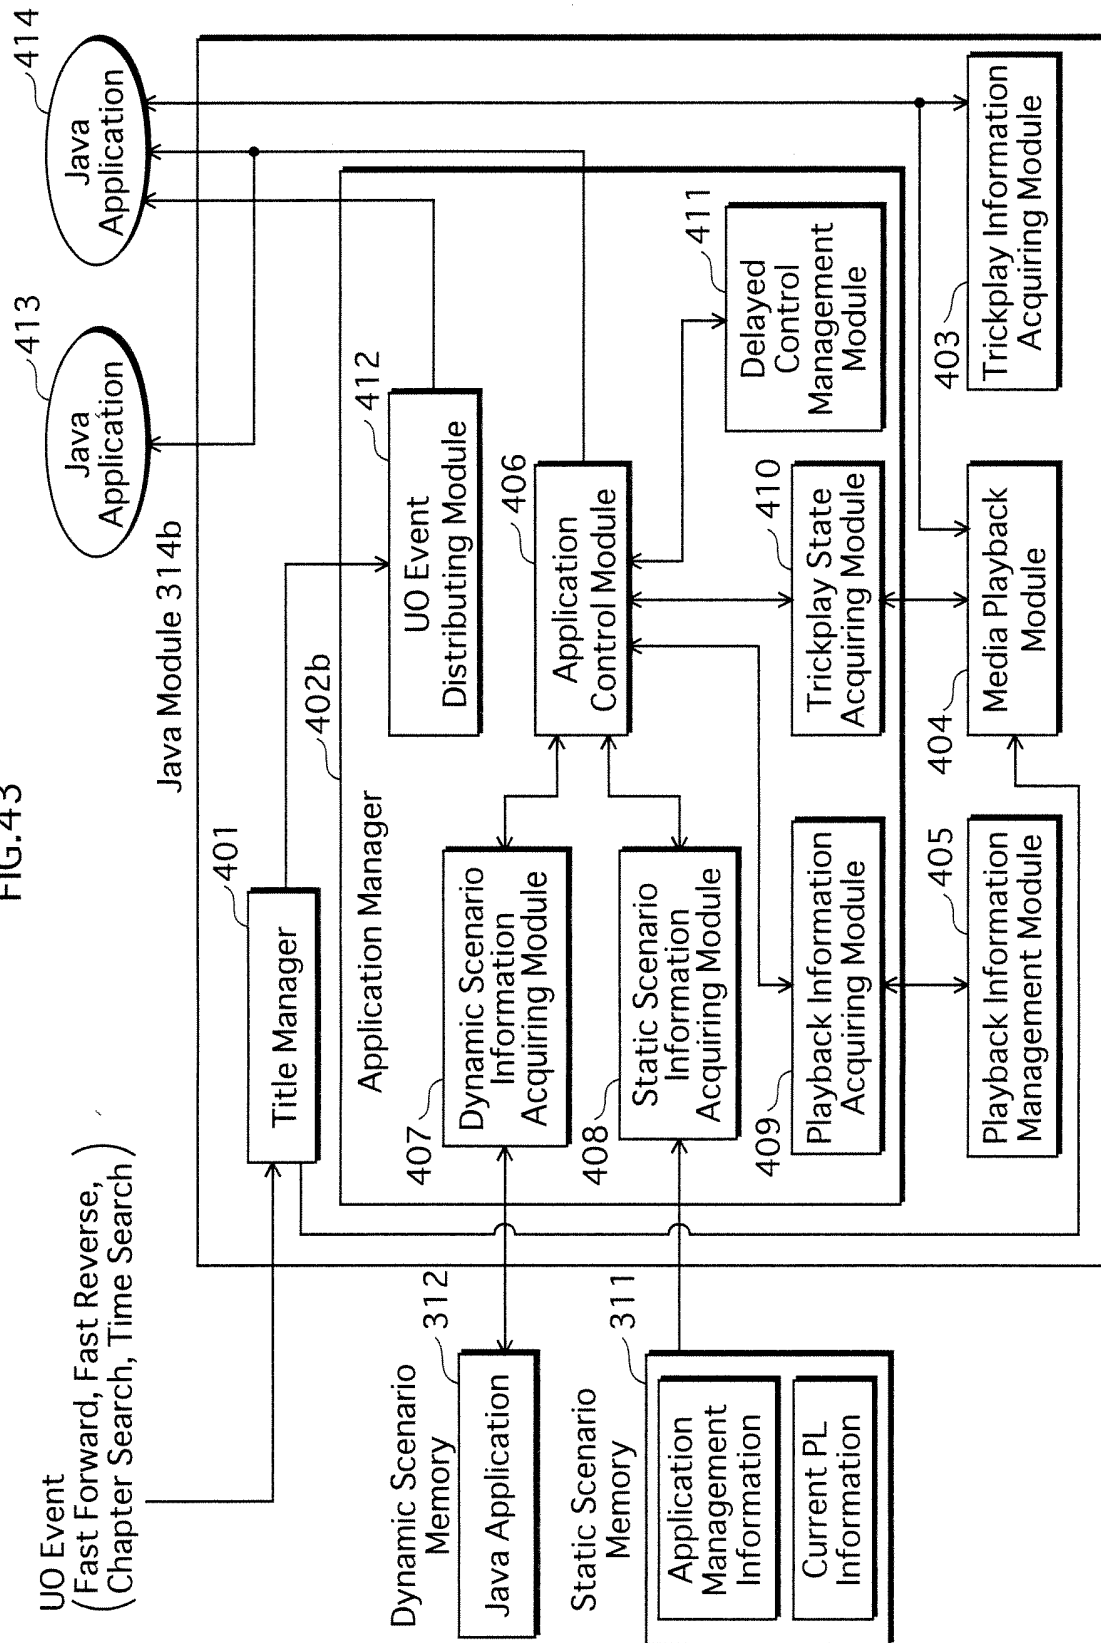 FIG.43
UO Event
(Fast Forward, Fast Reverse,
Chapter Search, Time Search)
Java Module 314b
401
Title Manager
413
Java
Application
414
Java
Application
402b
Application Manager
412
UO Event
Distributing Module
Dynamic Scenario
Memory
312
Java Application
407
Dynamic Scenario
Information
Acquiring Module
406
Application
Control Module
Static Scenario
Memory
311
Application
Management
Information
Current PL
Information
408
Static Scenario
Information
Acquiring Module
411
Delayed
Control
Management
Module
409
Playback Information
Acquiring Module
410
Trickplay State
Acquiring Module
405
Playback Information
Management Module
404
Media Playback
Module
403
Trickplay Information
Acquiring Module